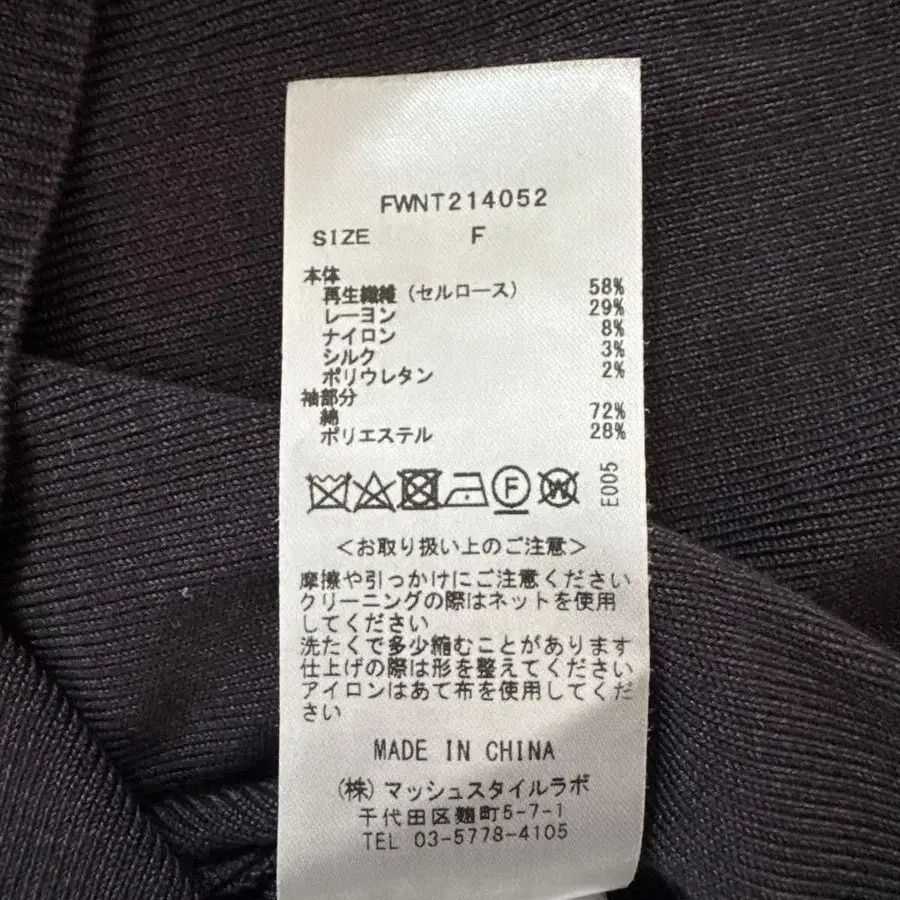 FWNT214052
SIZE F
本体
再生繊維(セルロース) 58%
レーヨン 29%
ナイロン 8%
シルク 3%
ポリウレタン 2%
袖部分
綿 72%
ポリエステル 28%
F W E005
<お取り扱い上のご注意>
摩擦や引っかけにご注意ください
クリーニングの際はネットを使用
してください
洗たくで多少縮むことがあります
仕上げの際は形を整えてください
アイロンはあて布を使用してくだ
さい
MADE IN CHINA
(株)マッシュスタイルラボ
千代田区麹町5-7-1
TEL 03-5778-4105